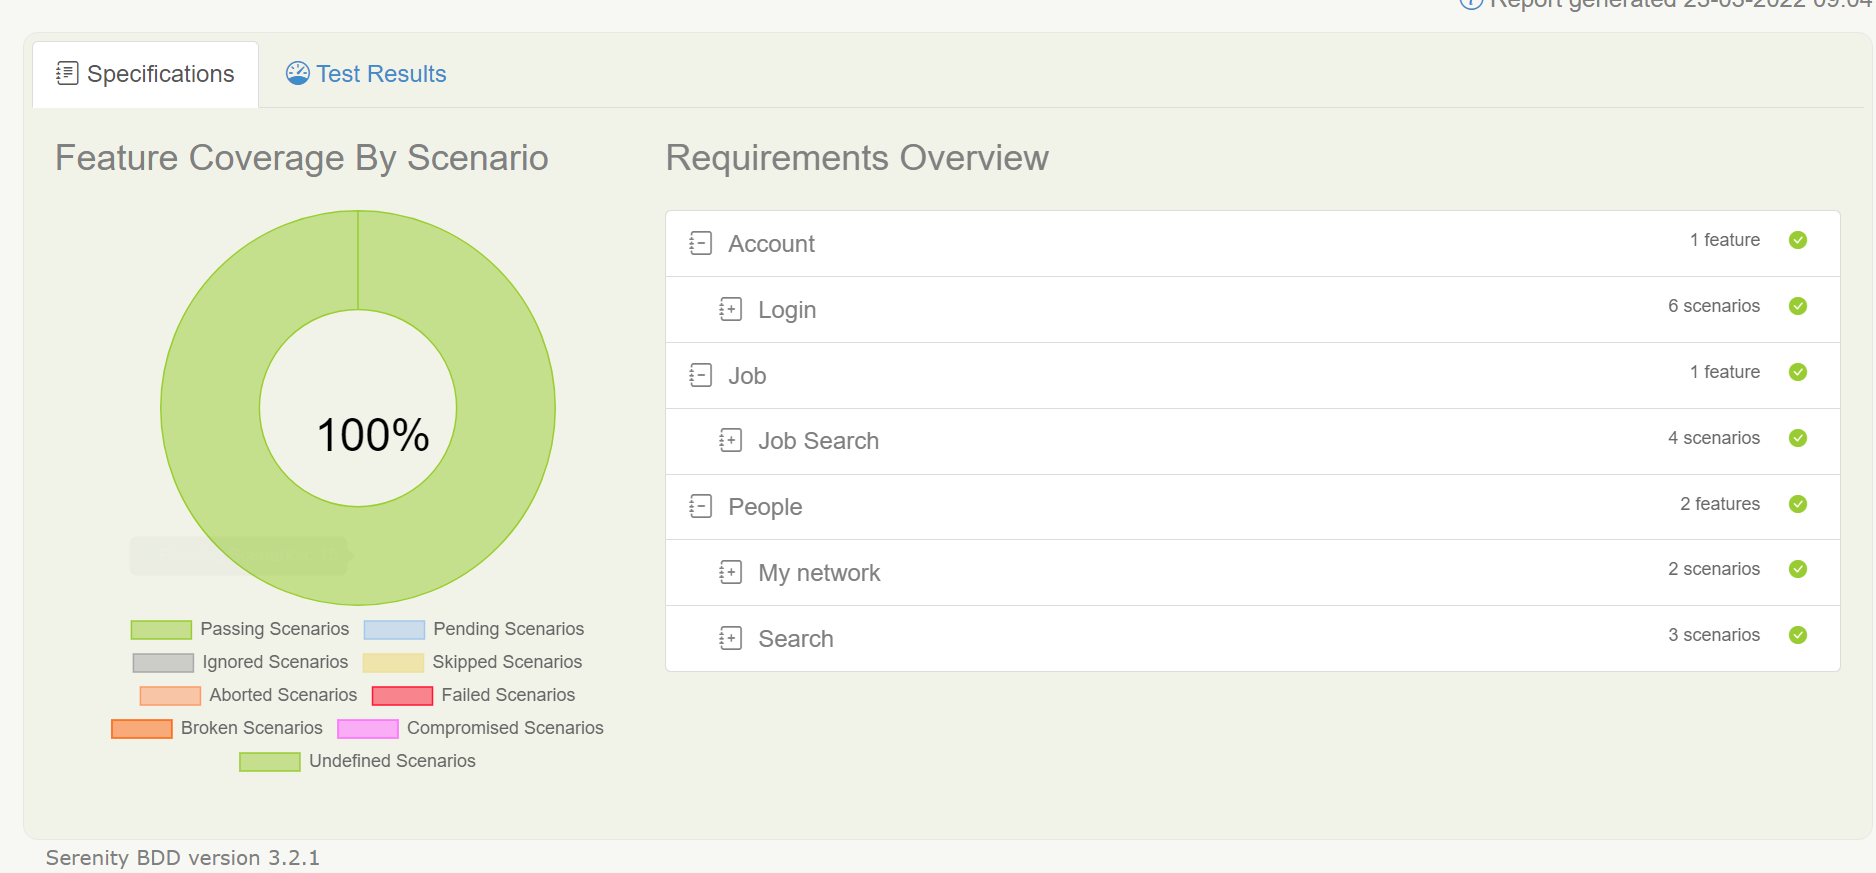 Report generated 23-03-2022 09:04
Specifications
Test Results
Feature Coverage By Scenario
Requirements Overview
100%
Passing Scenarios
Pending Scenarios
Ignored Scenarios
Skipped Scenarios
Aborted Scenarios
Failed Scenarios
Broken Scenarios
Compromised Scenarios
Undefined Scenarios
Account 1 feature
Login 6 scenarios
Job 1 feature
Job Search 4 scenarios
People 2 features
My network 2 scenarios
Search 3 scenarios
Serenity BDD version 3.2.1